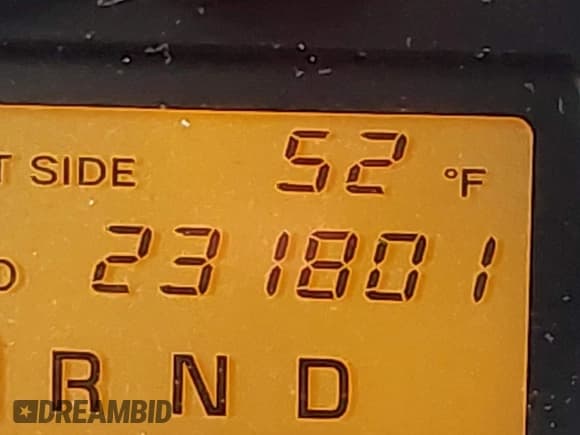 T SIDE 52 °F
O 231801
R N D
DREAMBID